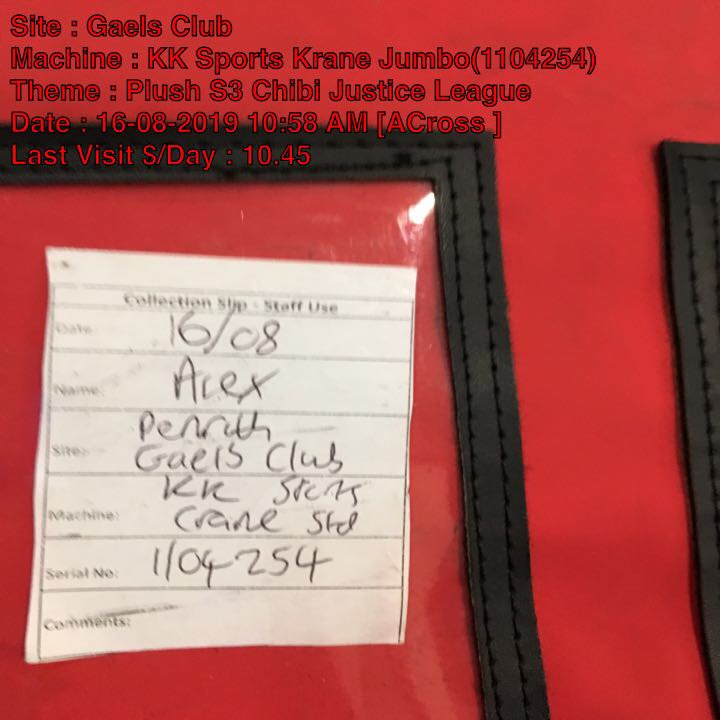 Site : Gaels Club
Machine : KK Sports Krane Jumbo(1104254)
Theme : Plush S3 Chibi Justice League
Date : 16-08-2019 10:58 AM [ACross ]
Last Visit $/Day : 10.45
Collection Slip - Staff Use
Date: 16/08
Name: Alex
Penrith
Site: Gaels Club
KK
Machine: Crane Std
Serial No: 1104254
Comments: